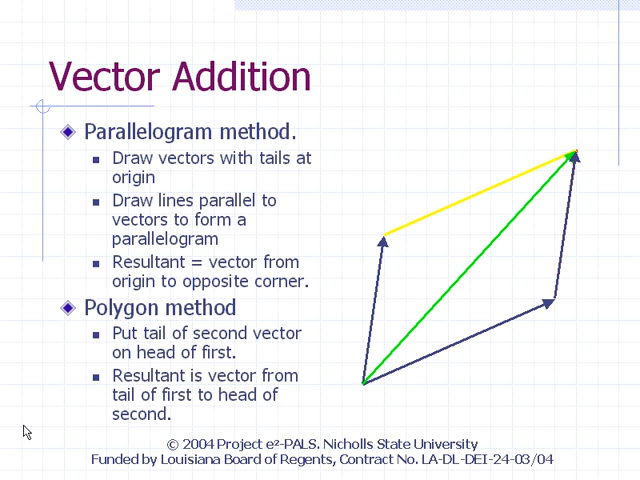 Vector Addition
Parallelogram method.
Draw vectors with tails at
origin
Draw lines parallel to
vectors to form a
parallelogram
Resultant = vector from
origin to opposite corner.
Polygon method
Put tail of second vector
on head of first.
Resultant is vector from
tail of first to head of
second.
© 2004 Project e²-PALS. Nicholls State University
Funded by Louisiana Board of Regents, Contract No. LA-DL-DEI-24-03/04